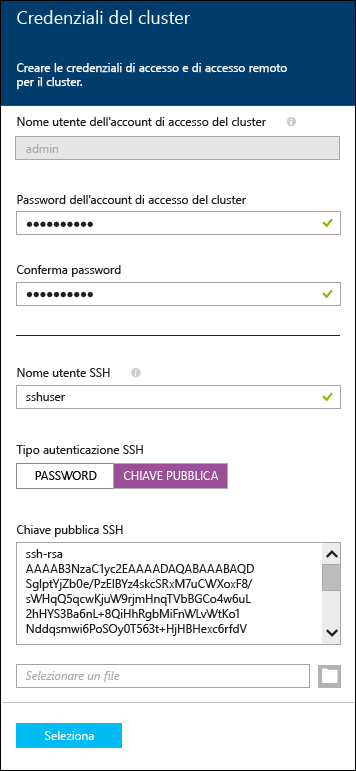 Credenziali del cluster
Creare le credenziali di accesso e di accesso remoto
per il cluster.
Nome utente dell'account di accesso del cluster
admin
Password dell'account di accesso del cluster
●●●●●●●●●●
Conferma password
●●●●●●●●●●
Nome utente SSH
sshuser
Tipo autenticazione SSH
PASSWORD CHIAVE PUBBLICA
Chiave pubblica SSH
ssh-rsa
AAAAB3NzaC1yc2EAAAADAQABAAABAQD
SglptYjZb0e/PzEIBYz4skcSRxM7uCWXoxF8/
sWHqQ5qcwKjuW9rjmHnqTVbBGCo4w6uL
2hHYS3Ba6nL+8QiHhRgbMiFnWLvWtKo1
Nddqsmwi6PoSOy0T563t+HjHBHexc6rfdV
Selezionare un file
Seleziona